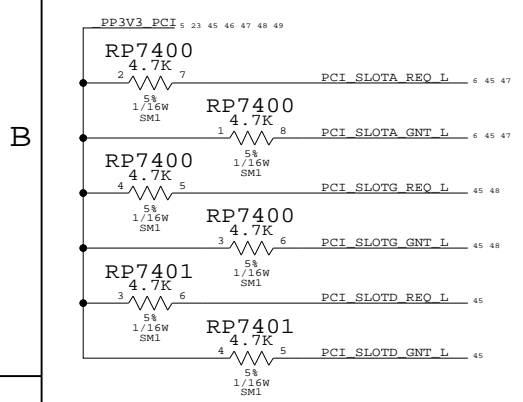 _PP3V3_PCI 5 23 45 46 47 48 49
RP7400
4.7K
2 7 PCI_SLOTA_REQ_L 6 45 47
5%
1/16W
SM1
RP7400
4.7K
1 8 PCI_SLOTA_GNT_L 6 45 47
5%
1/16W
SM1
B
RP7400
4.7K
4 5 PCI_SLOTG_REQ_L 45 48
5%
1/16W
SM1
RP7400
4.7K
3 6 PCI_SLOTG_GNT_L 45 48
5%
1/16W
SM1
RP7401
4.7K
3 6 PCI_SLOTD_REQ_L 45
5%
1/16W
SM1
RP7401
4.7K
4 5 PCI_SLOTD_GNT_L 45
5%
1/16W
SM1